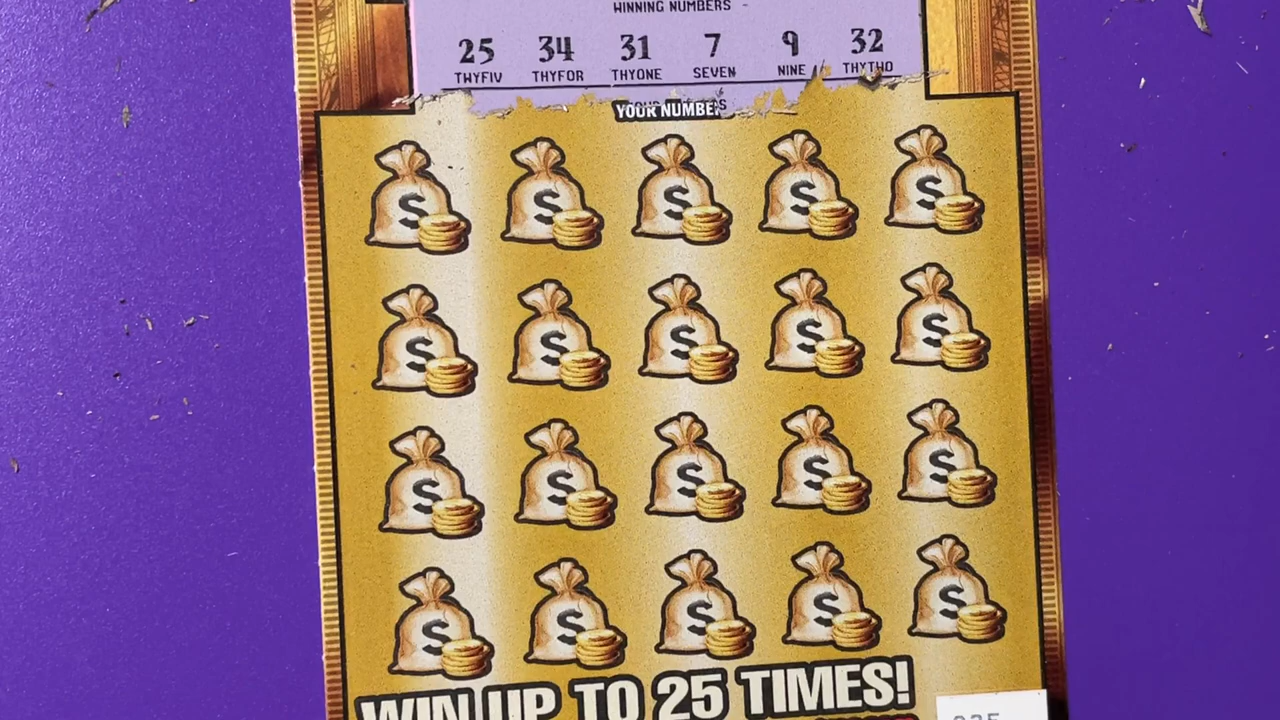 WINNING NUMBERS
25 34 31 7 9 32
TWYFIV THYFOR THYONE SEVEN NINE THYTWO
YOUR NUMBERS
$ $ $ $ $
$ $ $ $ $
$ $ $ $ $
$ $ $ $ $
WIN UP TO 25 TIMES!